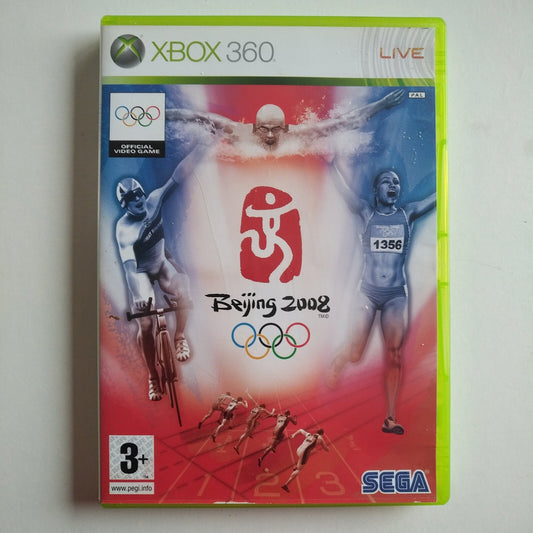 XBOX 360
LIVE
PAL
OFFICIAL
VIDEO GAME
1356
Beijing 2008
TM©
1 2 3
3+
www.pegi.info
SEGA